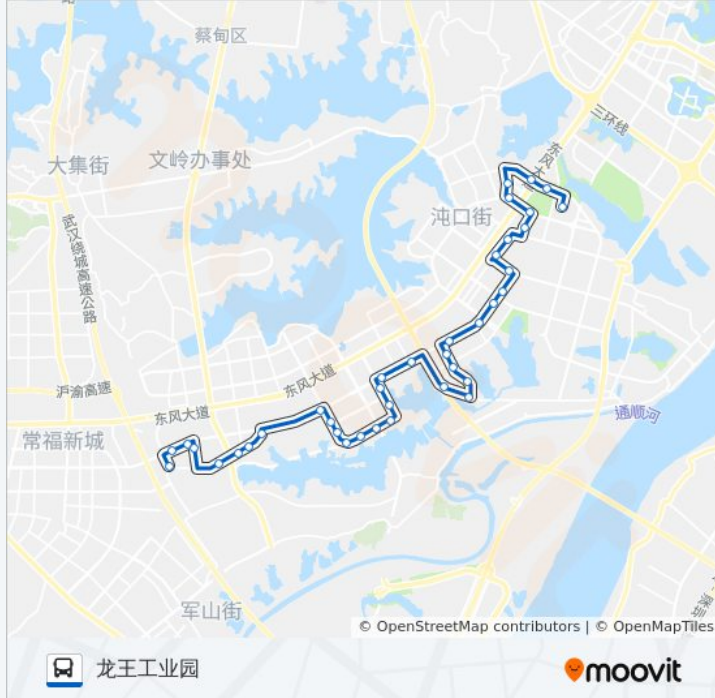 蔡甸区
三环线
东风大道
大集街
文岭办事处
沌口街
武汉绕城高速公路
沪渝高速
东风大道
东风大道
通顺河
常福新城
军山街
© OpenStreetMap contributors | © OpenMapTiles
龙王工业园
moovit